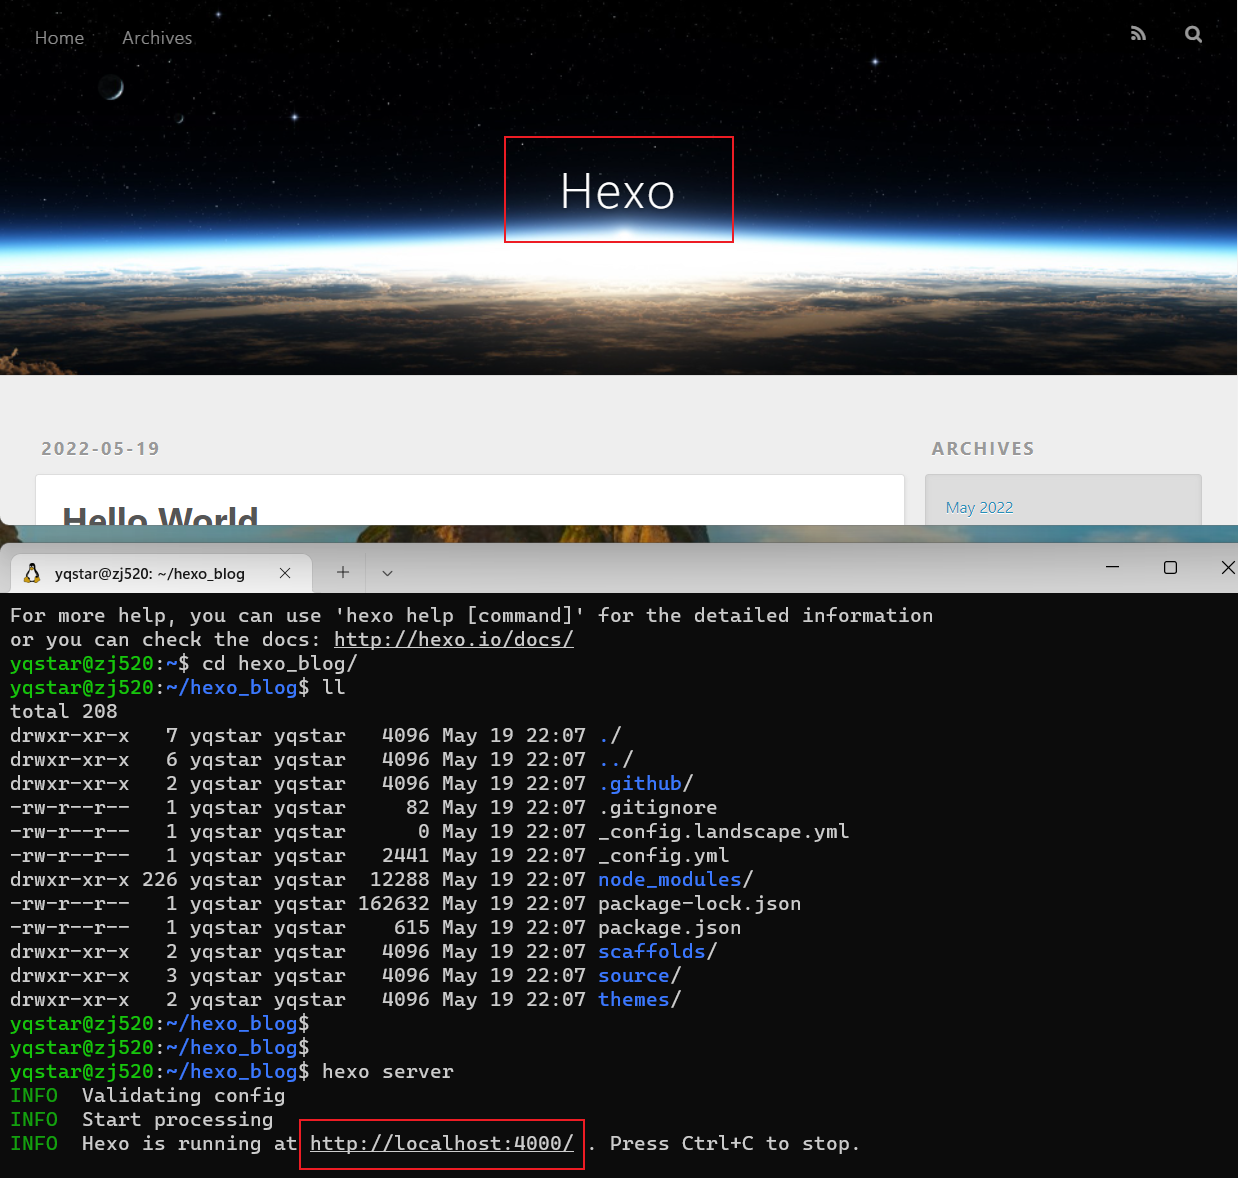 Home Archives
Hexo
2022-05-19
ARCHIVES
Hello World
May 2022
yqstar@zj520: ~/hexo_blog
For more help, you can use 'hexo help [command]' for the detailed information
or you can check the docs: http://hexo.io/docs/
yqstar@zj520:~$ cd hexo_blog/
yqstar@zj520:~/hexo_blog$ ll
total 208
drwxr-xr-x   7 yqstar yqstar   4096 May 19 22:07 ./
drwxr-xr-x   6 yqstar yqstar   4096 May 19 22:07 ../
drwxr-xr-x   2 yqstar yqstar   4096 May 19 22:07 .github/
-rw-r--r--   1 yqstar yqstar     82 May 19 22:07 .gitignore
-rw-r--r--   1 yqstar yqstar      0 May 19 22:07 _config.landscape.yml
-rw-r--r--   1 yqstar yqstar   2441 May 19 22:07 _config.yml
drwxr-xr-x 226 yqstar yqstar  12288 May 19 22:07 node_modules/
-rw-r--r--   1 yqstar yqstar 162632 May 19 22:07 package-lock.json
-rw-r--r--   1 yqstar yqstar    615 May 19 22:07 package.json
drwxr-xr-x   2 yqstar yqstar   4096 May 19 22:07 scaffolds/
drwxr-xr-x   3 yqstar yqstar   4096 May 19 22:07 source/
drwxr-xr-x   2 yqstar yqstar   4096 May 19 22:07 themes/
yqstar@zj520:~/hexo_blog$
yqstar@zj520:~/hexo_blog$
yqstar@zj520:~/hexo_blog$ hexo server
INFO  Validating config
INFO  Start processing
INFO  Hexo is running at http://localhost:4000/ . Press Ctrl+C to stop.